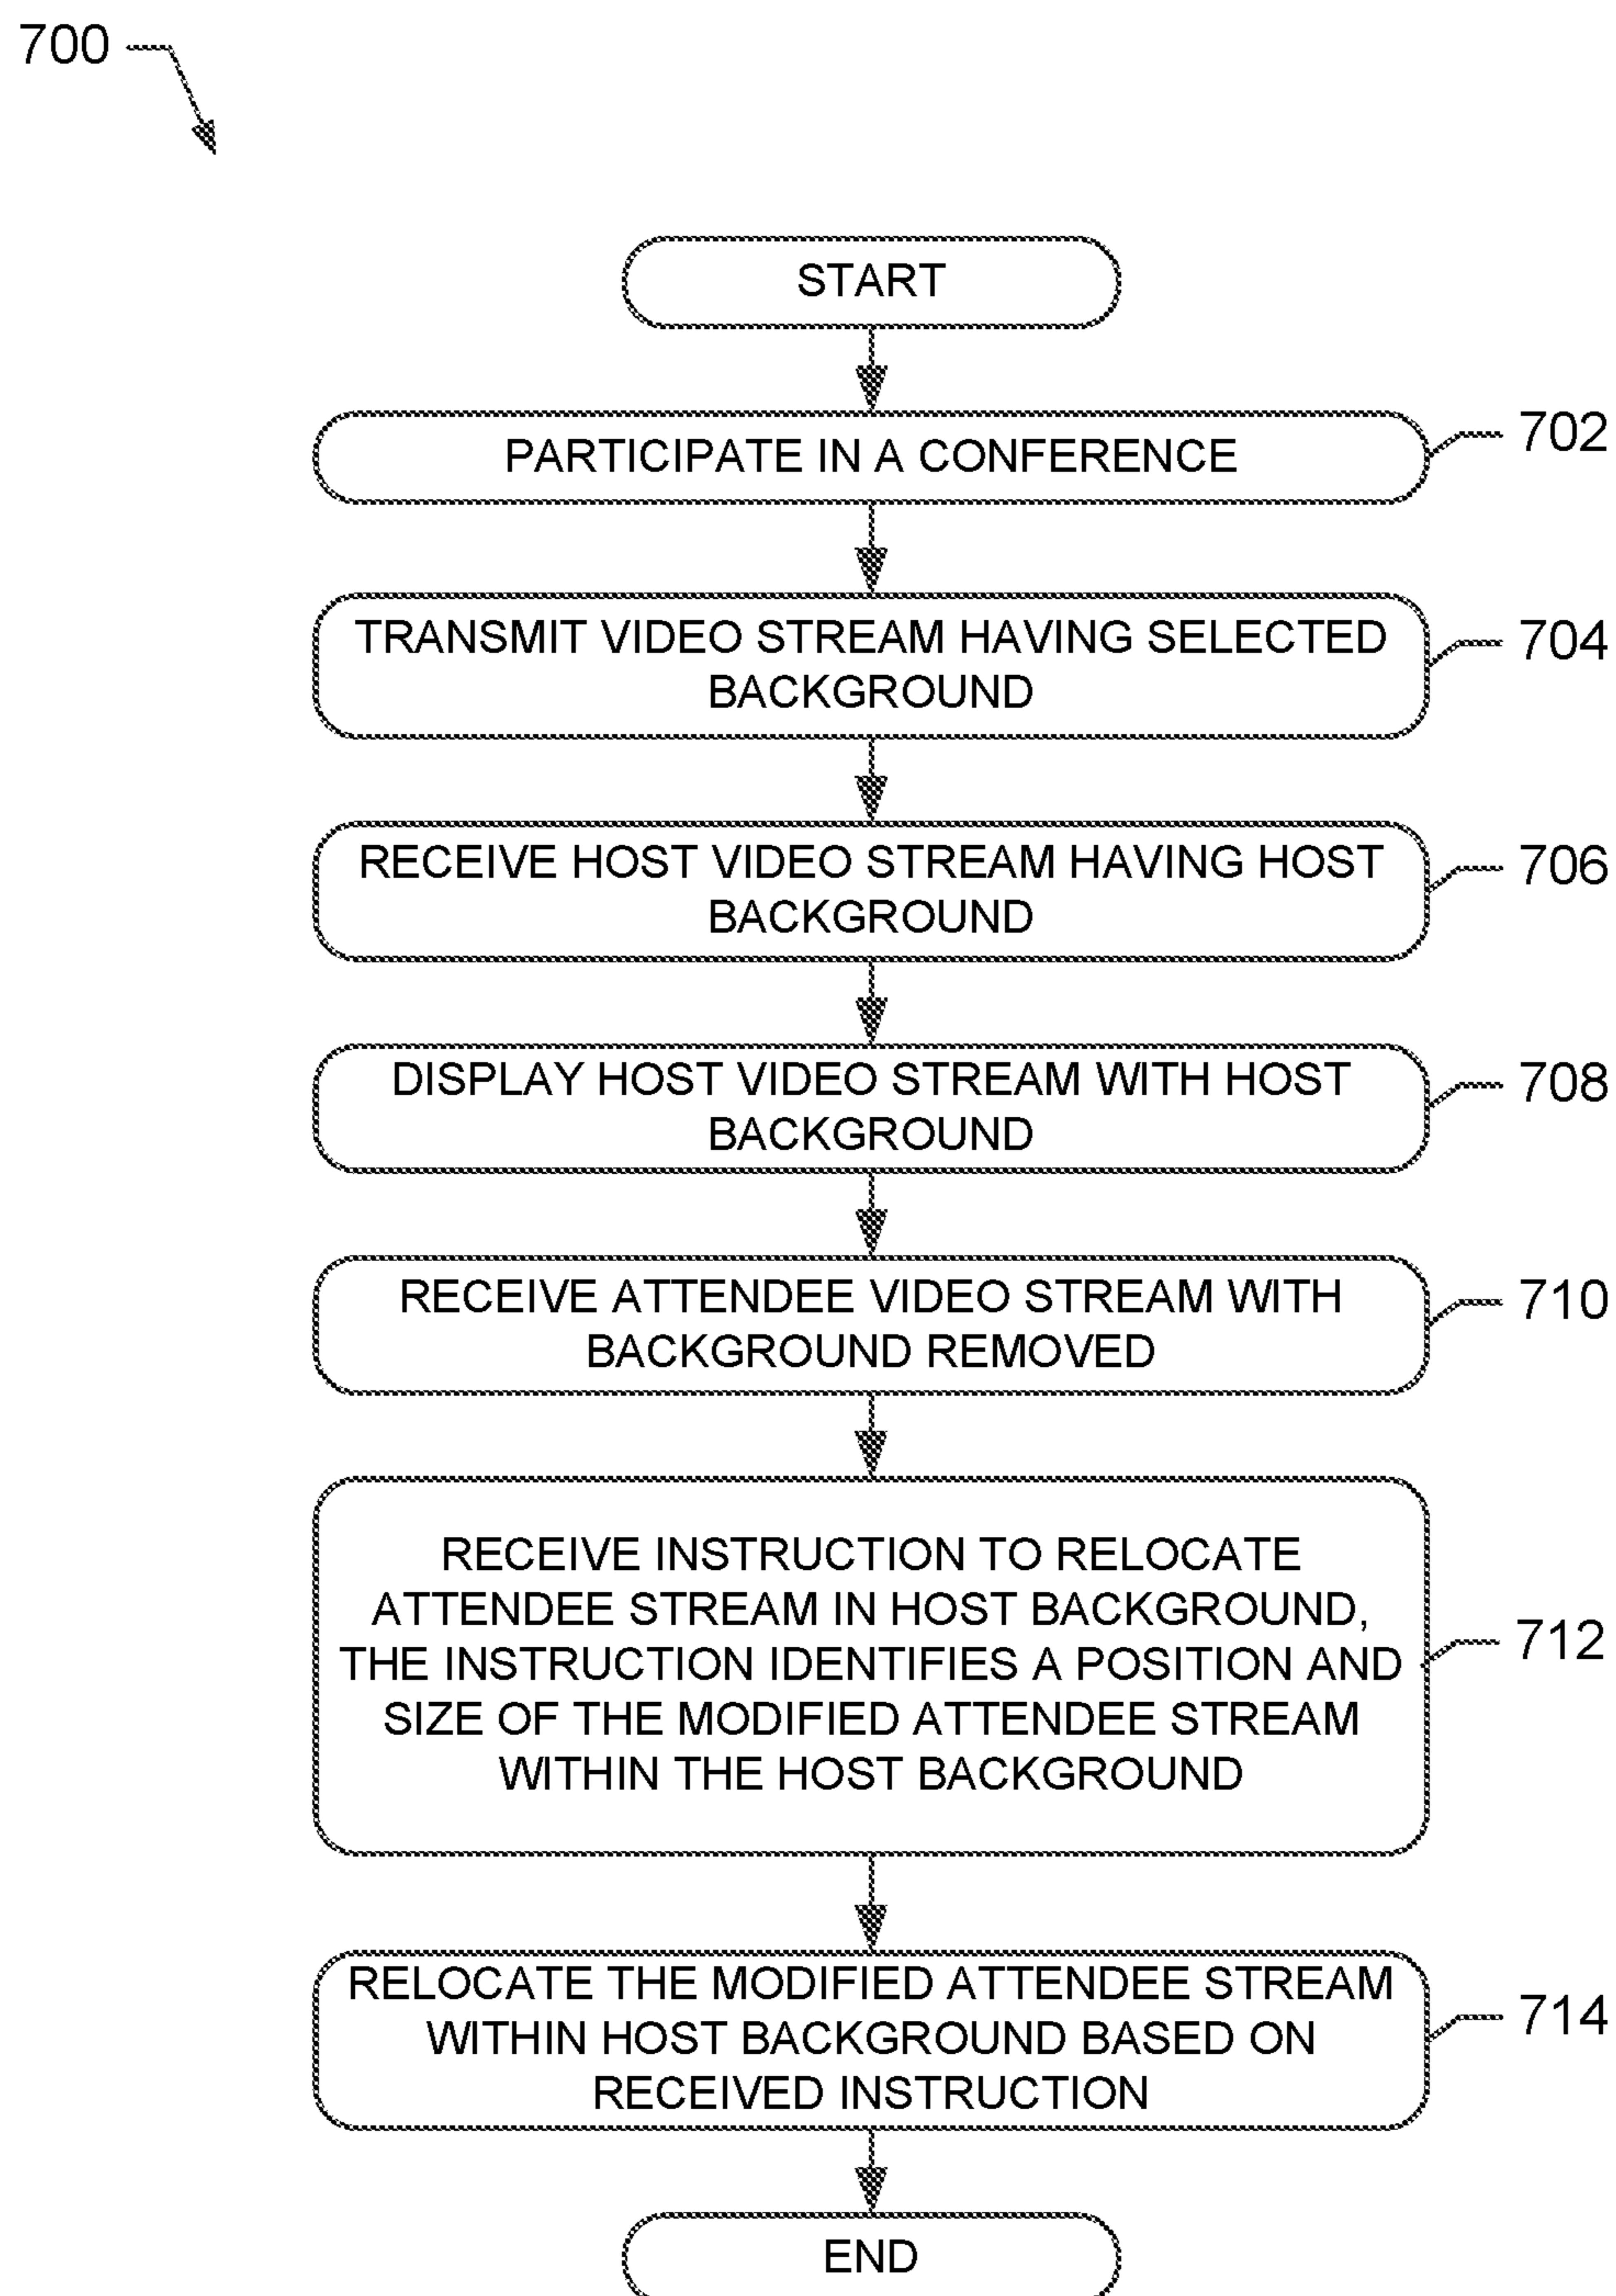 700
START
PARTICIPATE IN A CONFERENCE
702
TRANSMIT VIDEO STREAM HAVING SELECTED
BACKGROUND
704
RECEIVE HOST VIDEO STREAM HAVING HOST
BACKGROUND
706
DISPLAY HOST VIDEO STREAM WITH HOST
BACKGROUND
708
RECEIVE ATTENDEE VIDEO STREAM WITH
BACKGROUND REMOVED
710
RECEIVE INSTRUCTION TO RELOCATE
ATTENDEE STREAM IN HOST BACKGROUND,
THE INSTRUCTION IDENTIFIES A POSITION AND
SIZE OF THE MODIFIED ATTENDEE STREAM
WITHIN THE HOST BACKGROUND
712
RELOCATE THE MODIFIED ATTENDEE STREAM
WITHIN HOST BACKGROUND BASED ON
RECEIVED INSTRUCTION
714
END